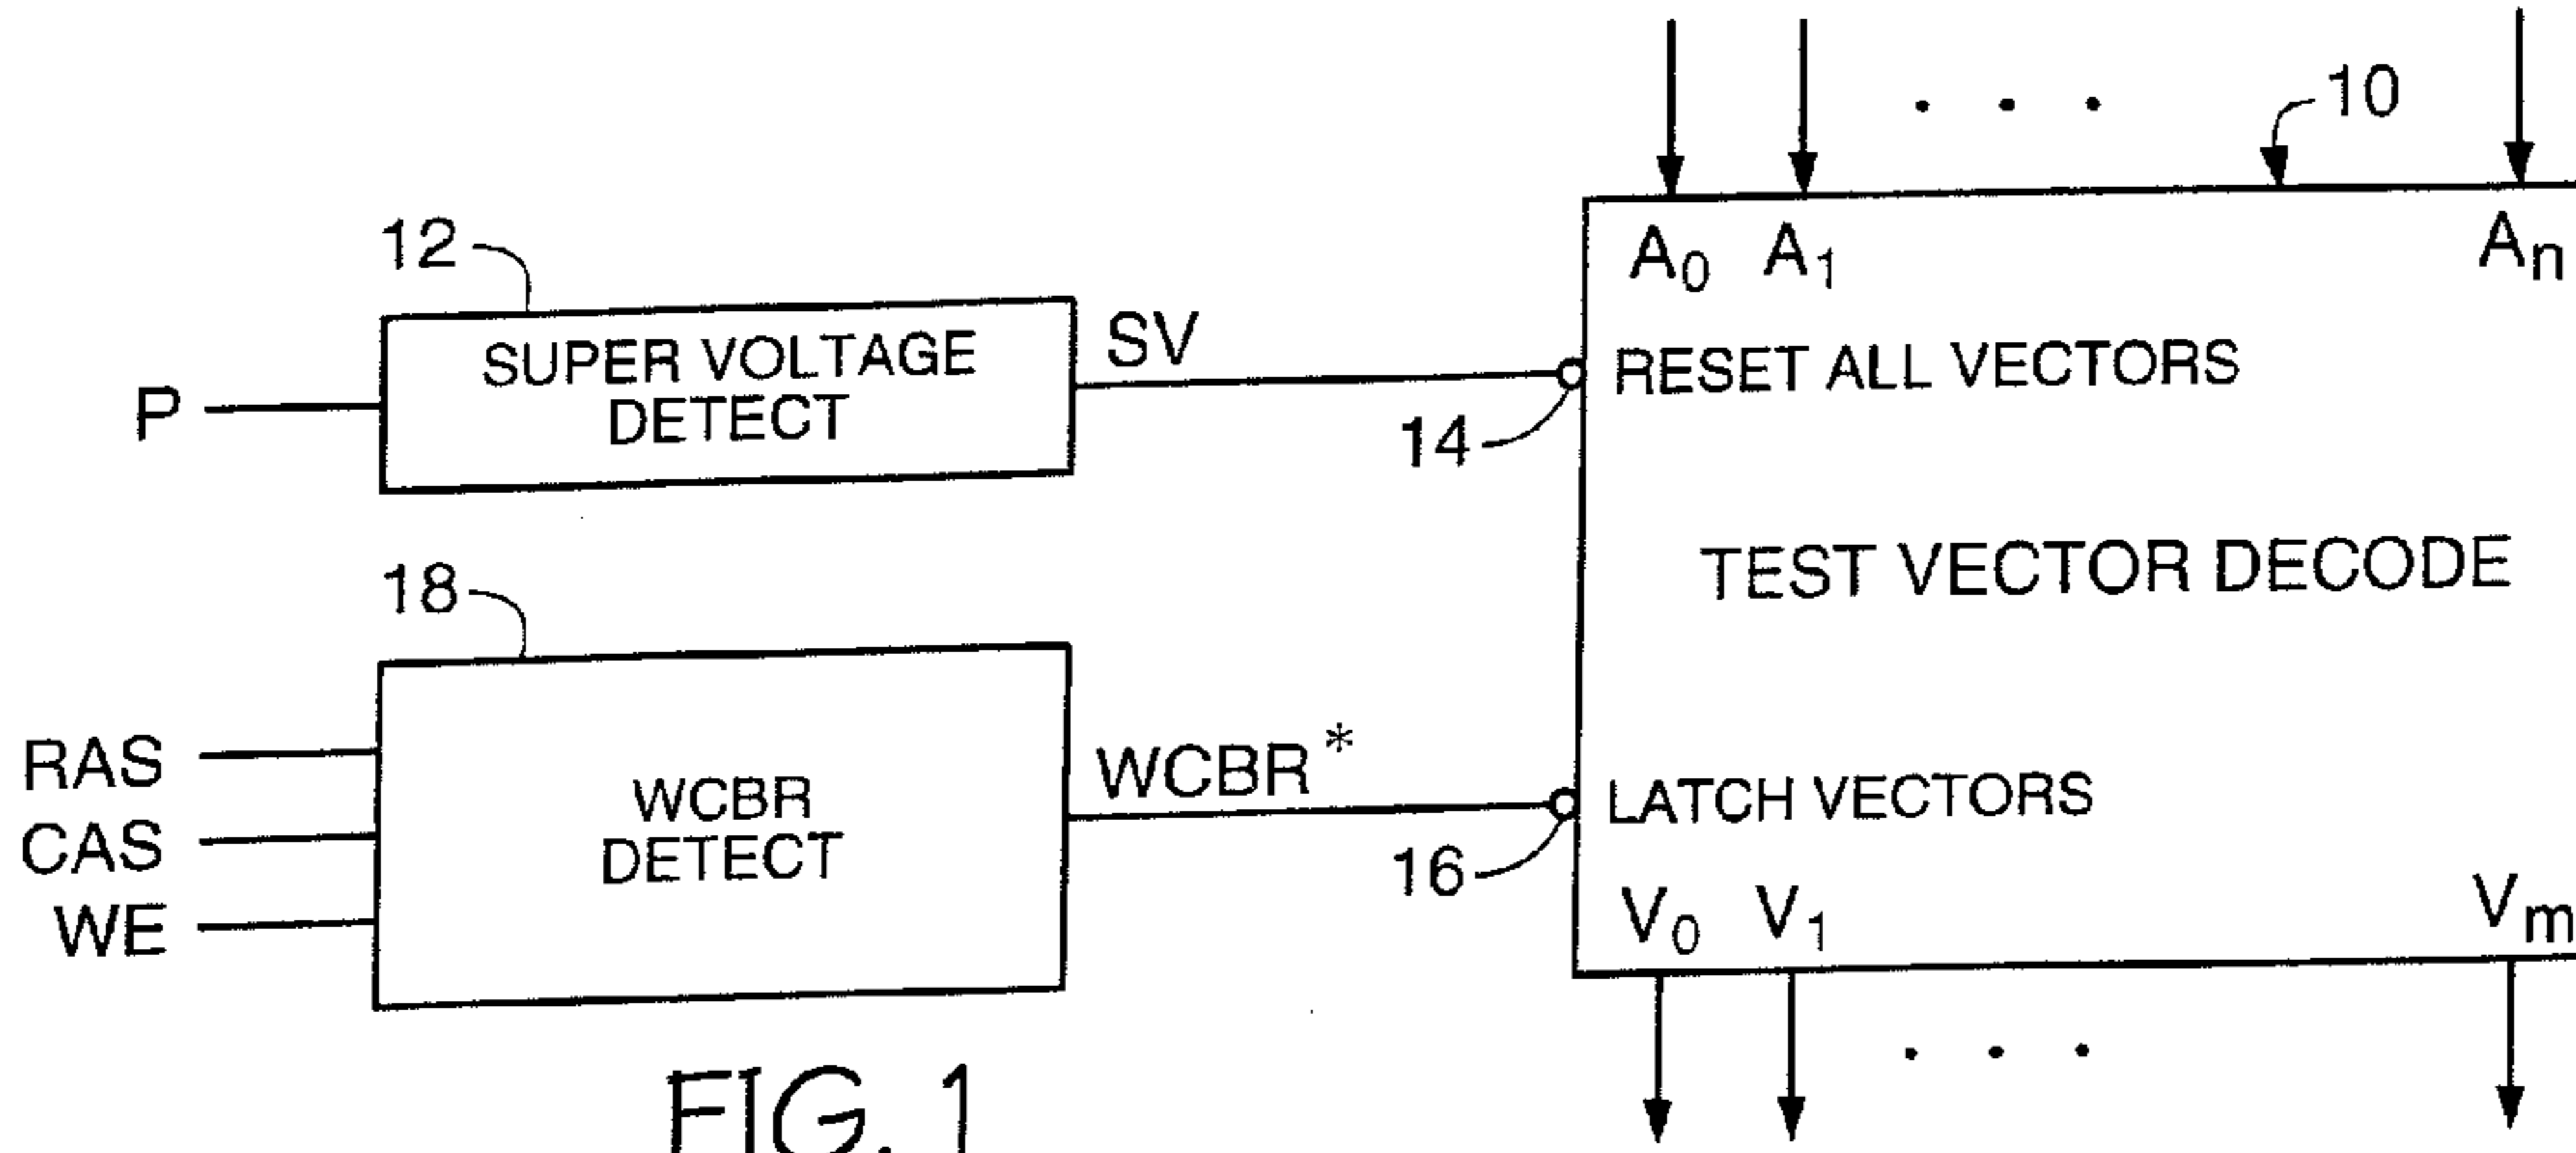 10
A0 A1 An
12
SUPER VOLTAGE
DETECT
SV
P
RESET ALL VECTORS
14
TEST VECTOR DECODE
18
WCBR
DETECT
WCBR*
RAS
CAS
WE
LATCH VECTORS
16
V0 V1 Vm
FIG. 1